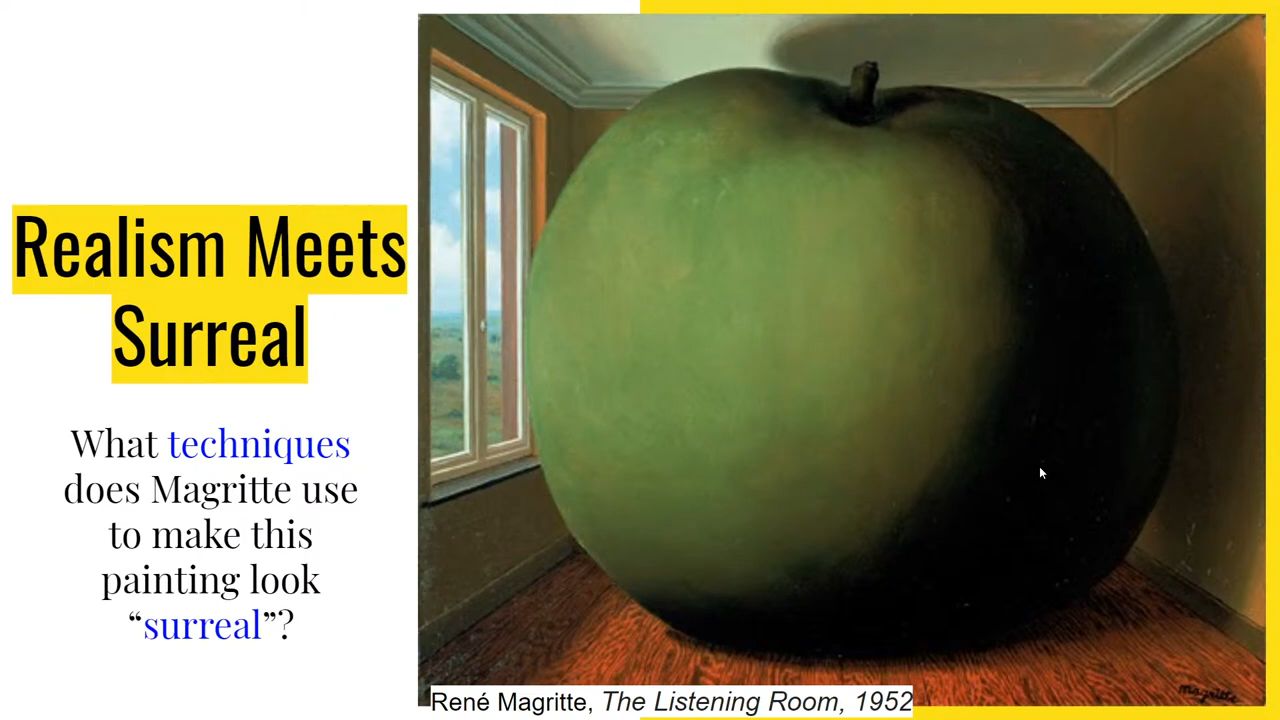 Realism Meets
Surreal
What techniques
does Magritte use
to make this
painting look
“surreal”?
Magritte
René Magritte, The Listening Room, 1952